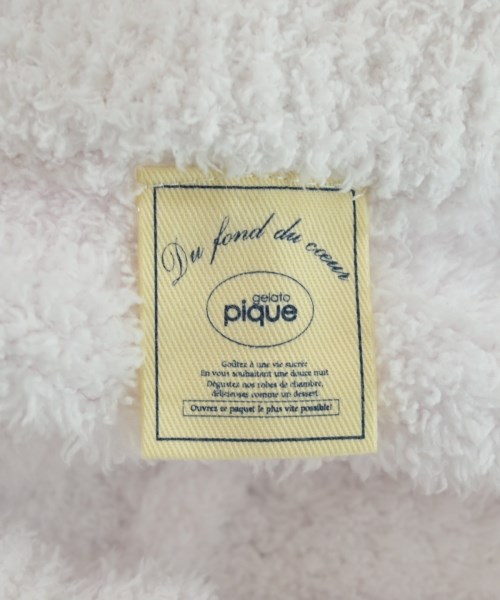 Du fond du cœur
gelato
pique
Goûtez à une vie sucrée
En vous souhaitant une douce nuit
Dégustez nos robes de chambre,
délicieuses comme un dessert
Ouvrez ce paquet le plus vite possible!